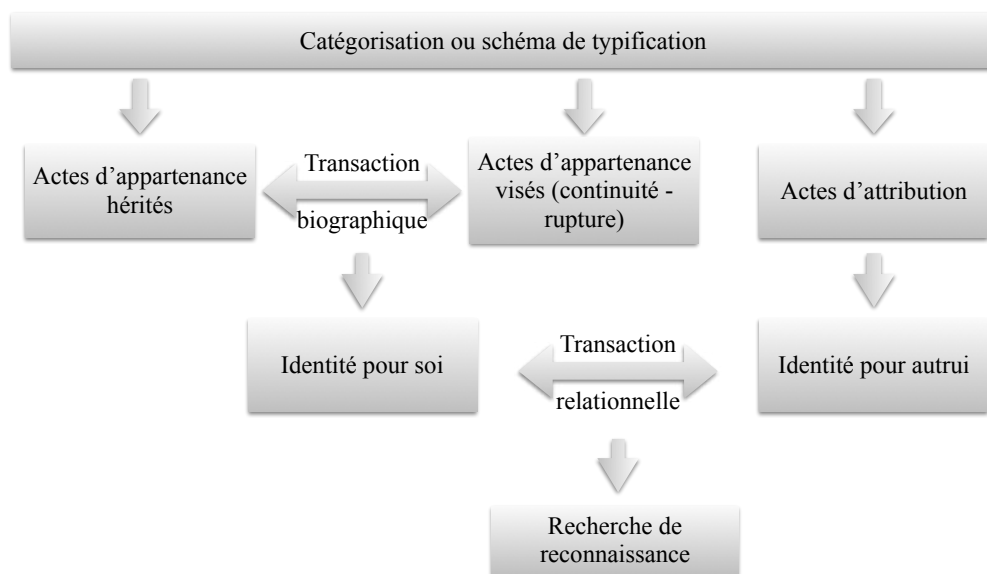 Catégorisation ou schéma de typification
Actes d'appartenance
hérités
Transaction
biographique
Actes d'appartenance
visés (continuité -
rupture)
Actes d'attribution
Identité pour soi
Transaction
relationnelle
Identité pour autrui
Recherche de
reconnaissance